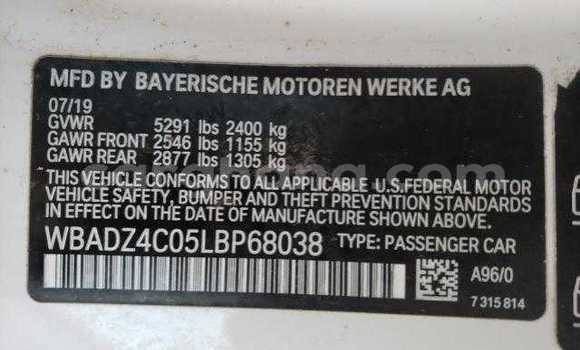 MFD BY BAYERISCHE MOTOREN WERKE AG
07/19
GVWR 5291 lbs 2400 kg
GAWR FRONT 2546 lbs 1155 kg
GAWR REAR 2877 lbs 1305 kg
THIS VEHICLE CONFORMS TO ALL APPLICABLE U.S.FEDERAL MOTOR
VEHICLE SAFETY, BUMPER AND THEFT PREVENTION STANDARDS
IN EFFECT ON THE DATE OF MANUFACTURE SHOWN ABOVE.
WBADZ4C05LBP68038 TYPE: PASSENGER CAR
A96/0
7 315 814